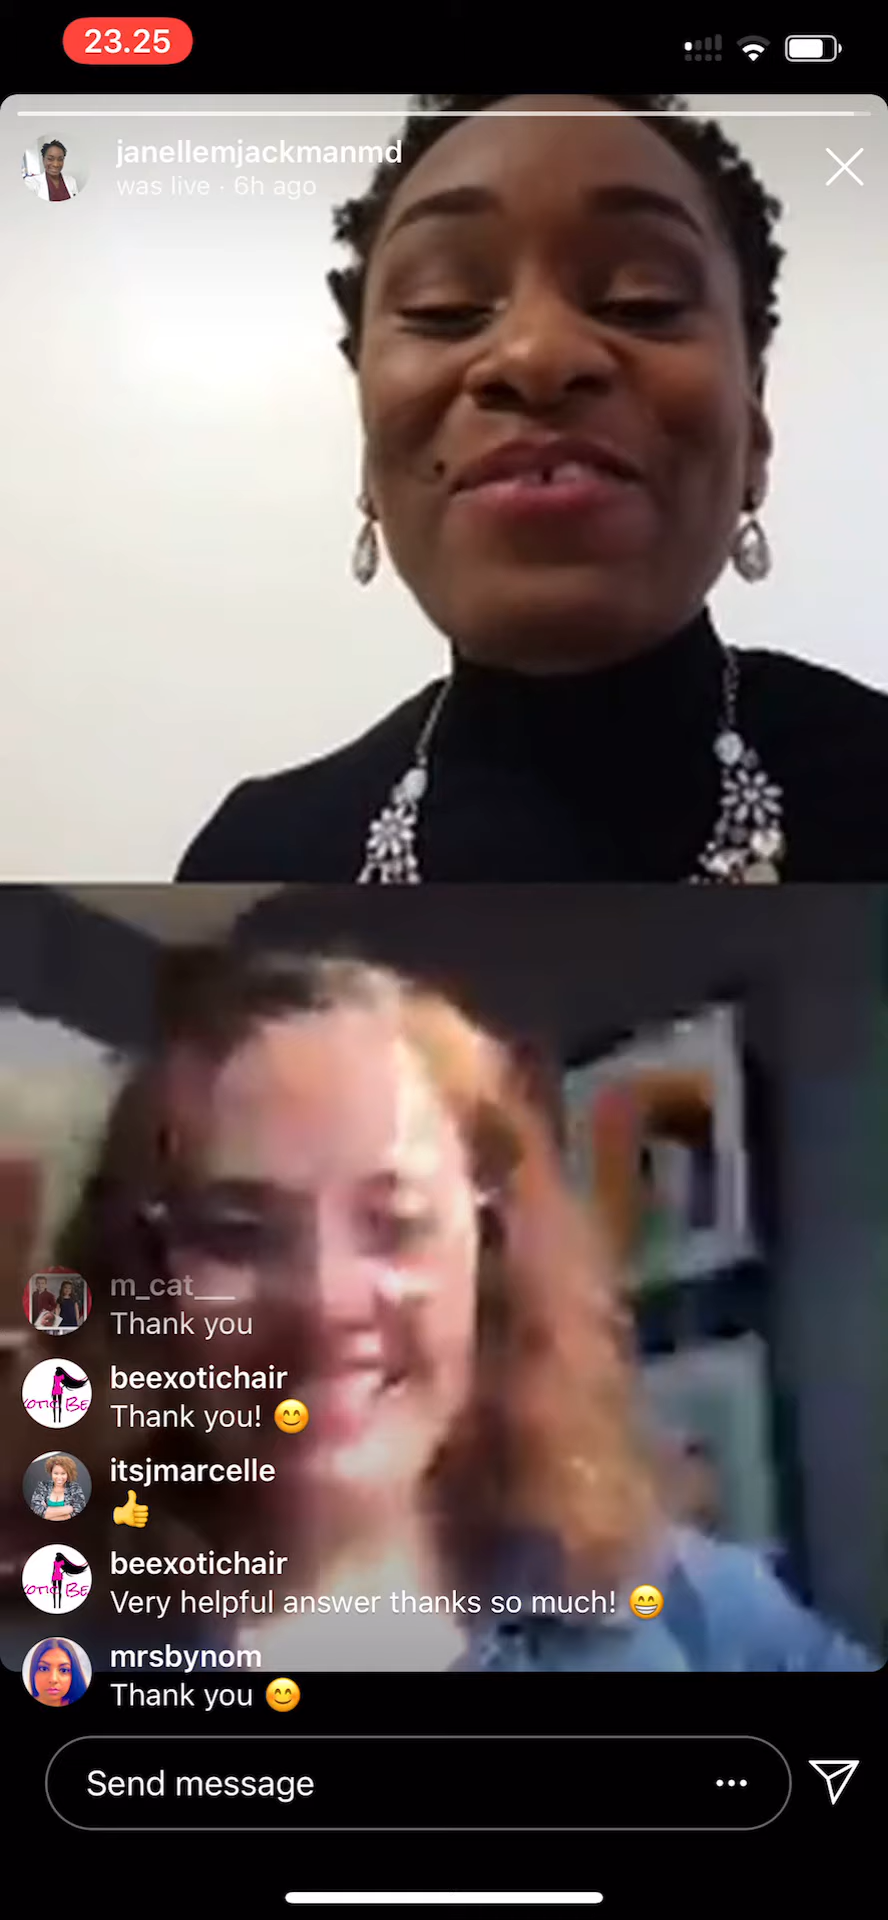 23.25
janellemjackmanmd
was live · 6h ago
m_cat___
Thank you
beexotichair
Thank you! 😊
itsjmarcelle
👍
beexotichair
Very helpful answer thanks so much! 😁
mrsbynom
Thank you 😊
Send message